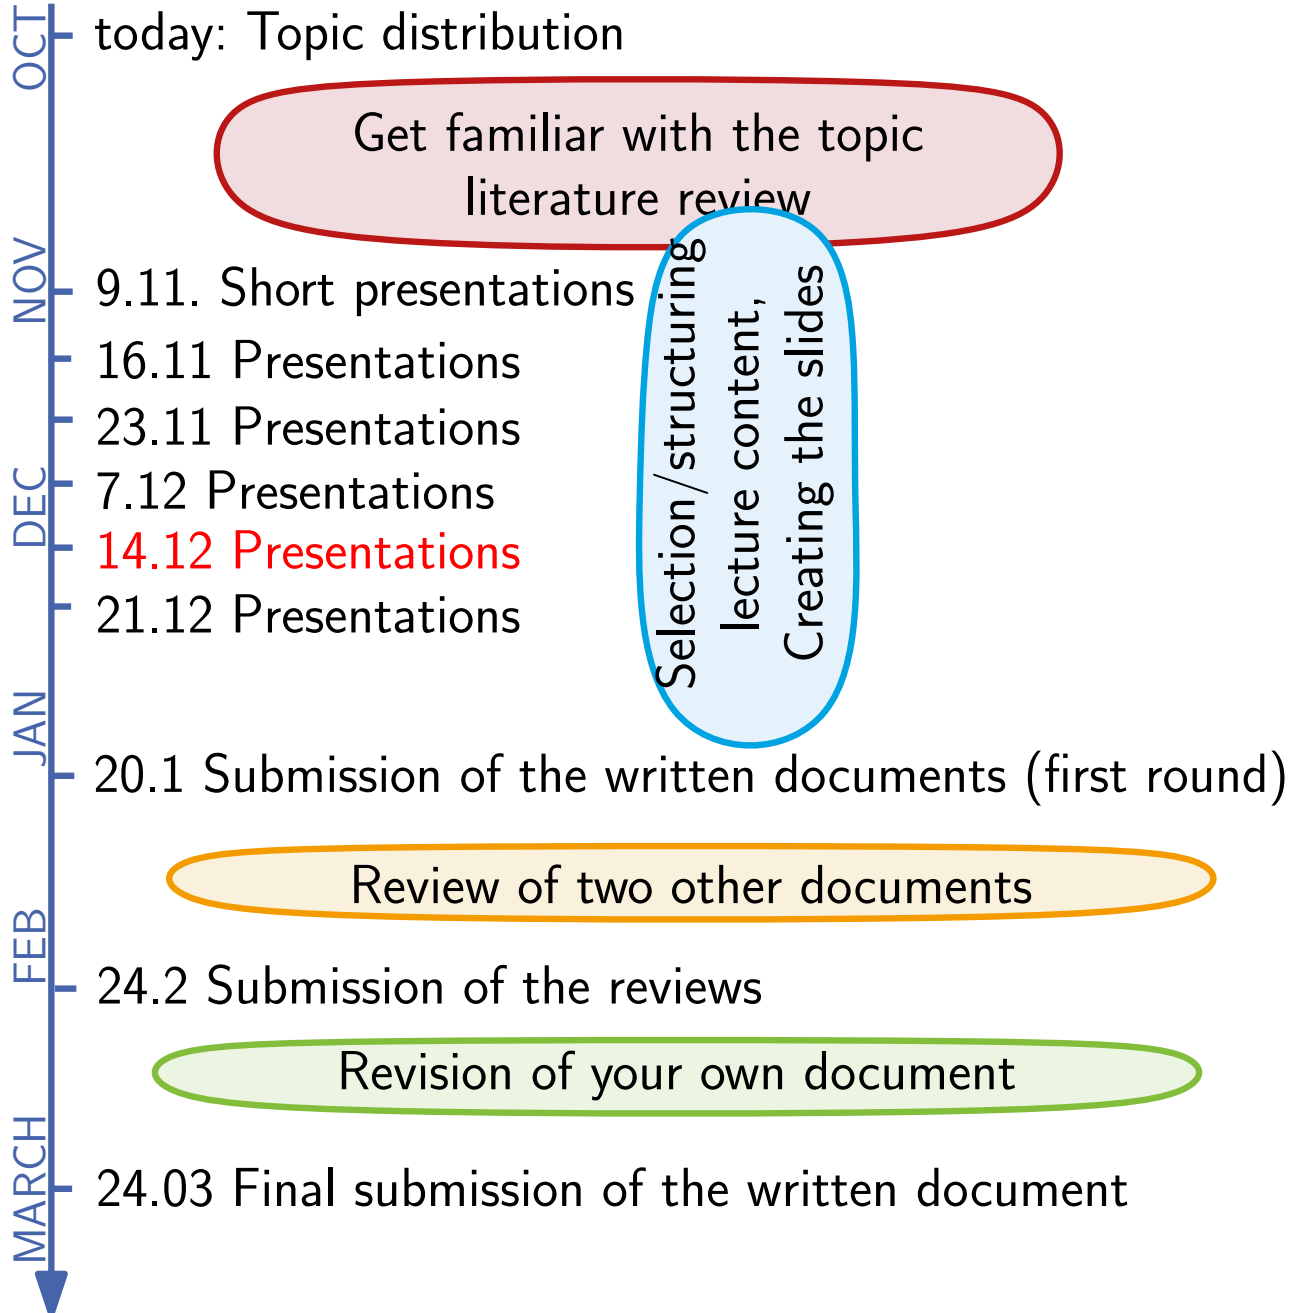 OCT
today: Topic distribution
Get familiar with the topic
literature review
NOV
9.11. Short presentations
16.11 Presentations
23.11 Presentations
DEC
7.12 Presentations
14.12 Presentations
21.12 Presentations
Selection/structuring
lecture content,
Creating the slides
JAN
20.1 Submission of the written documents (first round)
Review of two other documents
FEB
24.2 Submission of the reviews
Revision of your own document
MARCH
24.03 Final submission of the written document